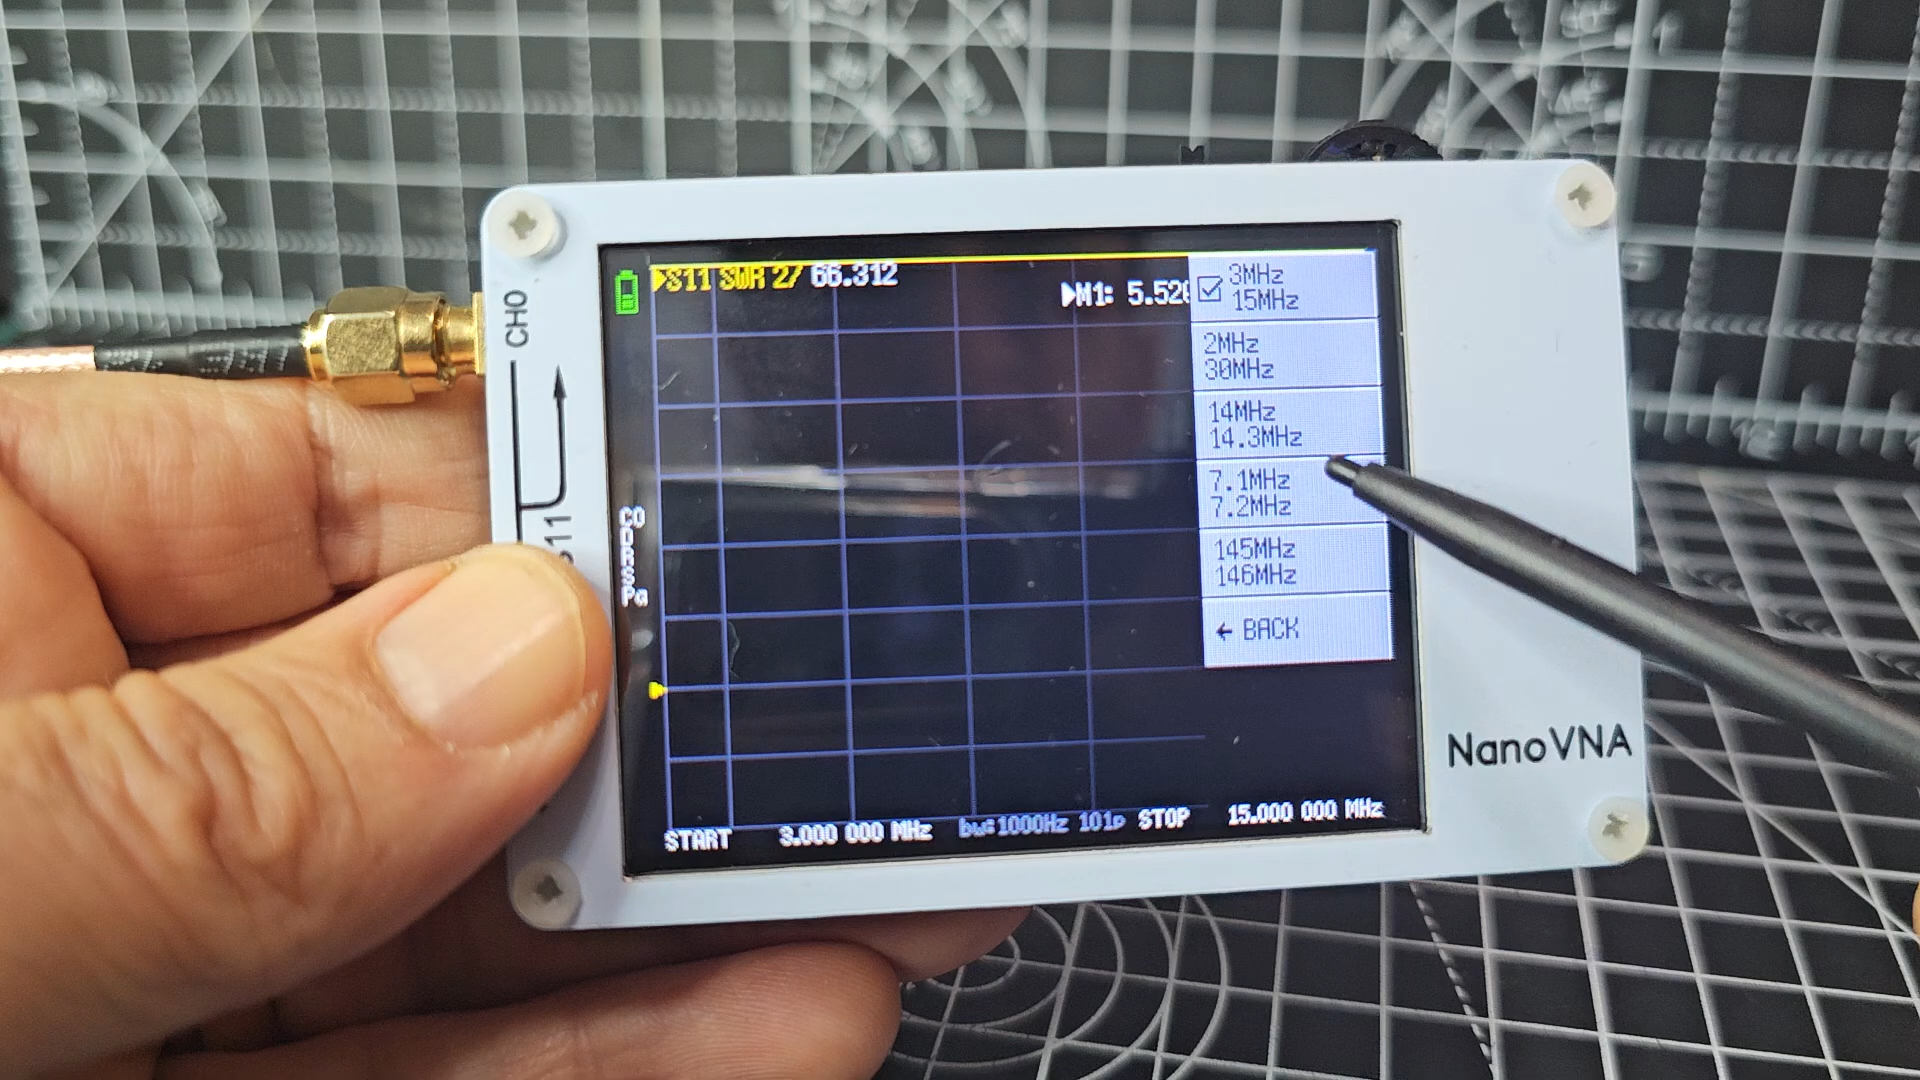 CH0
S11
S11 SWR 2/ 66.312
M1: 5.52
3MHz
15MHz
2MHz
30MHz
14MHz
14.3MHz
7.1MHz
7.2MHz
145MHz
146MHz
← BACK
C0
D
R
S
P
START 3.000 000 MHz bw:1000Hz 101p STOP 15.000 000 MHz
NanoVNA